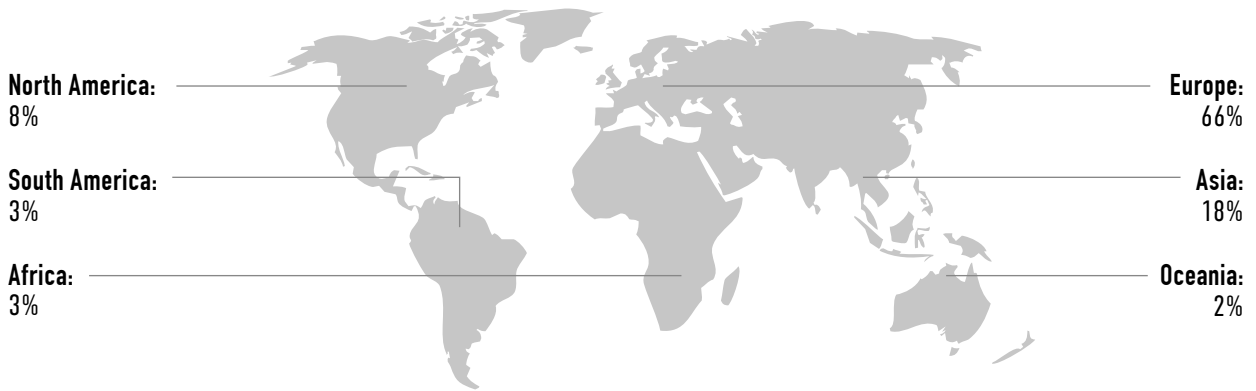 North America:
8%
South America:
3%
Africa:
3%
Europe:
66%
Asia:
18%
Oceania:
2%